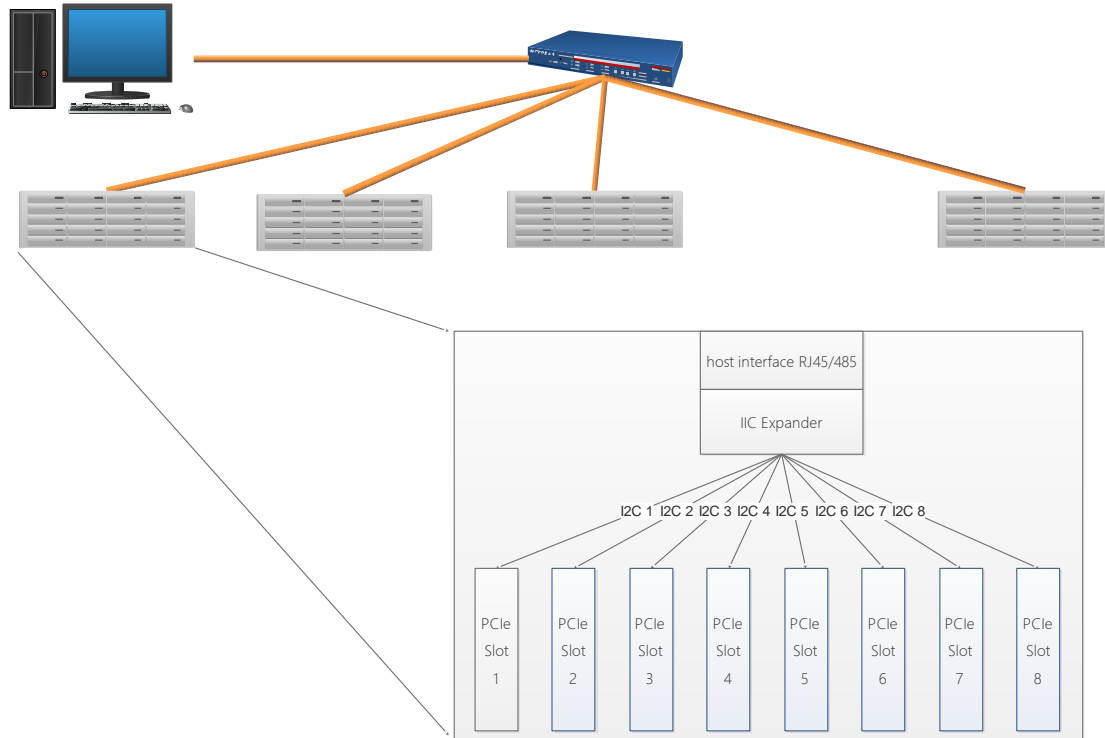 host interface RJ45/485
IIC Expander
I2C 1 I2C 2 I2C 3 I2C 4 I2C 5 I2C 6 I2C 7 I2C 8
PCIe
Slot
1
PCIe
Slot
2
PCIe
Slot
3
PCIe
Slot
4
PCIe
Slot
5
PCIe
Slot
6
PCIe
Slot
7
PCIe
Slot
8